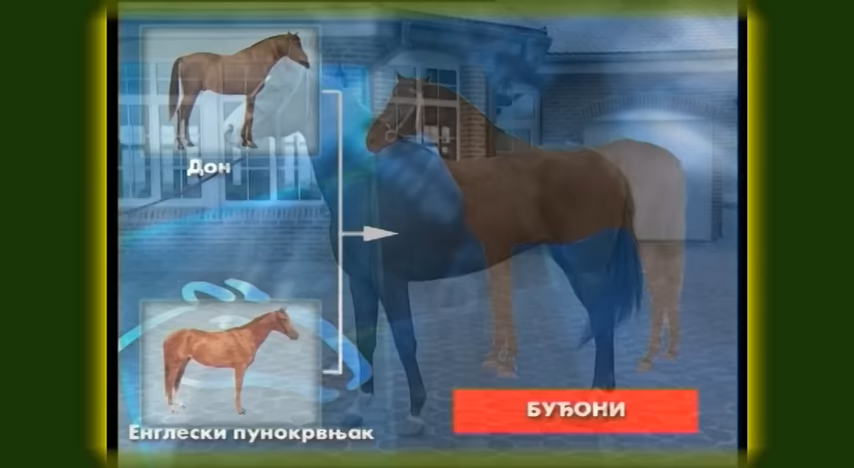 Дон
Енглески пунокрвњак
БУЂОНИ